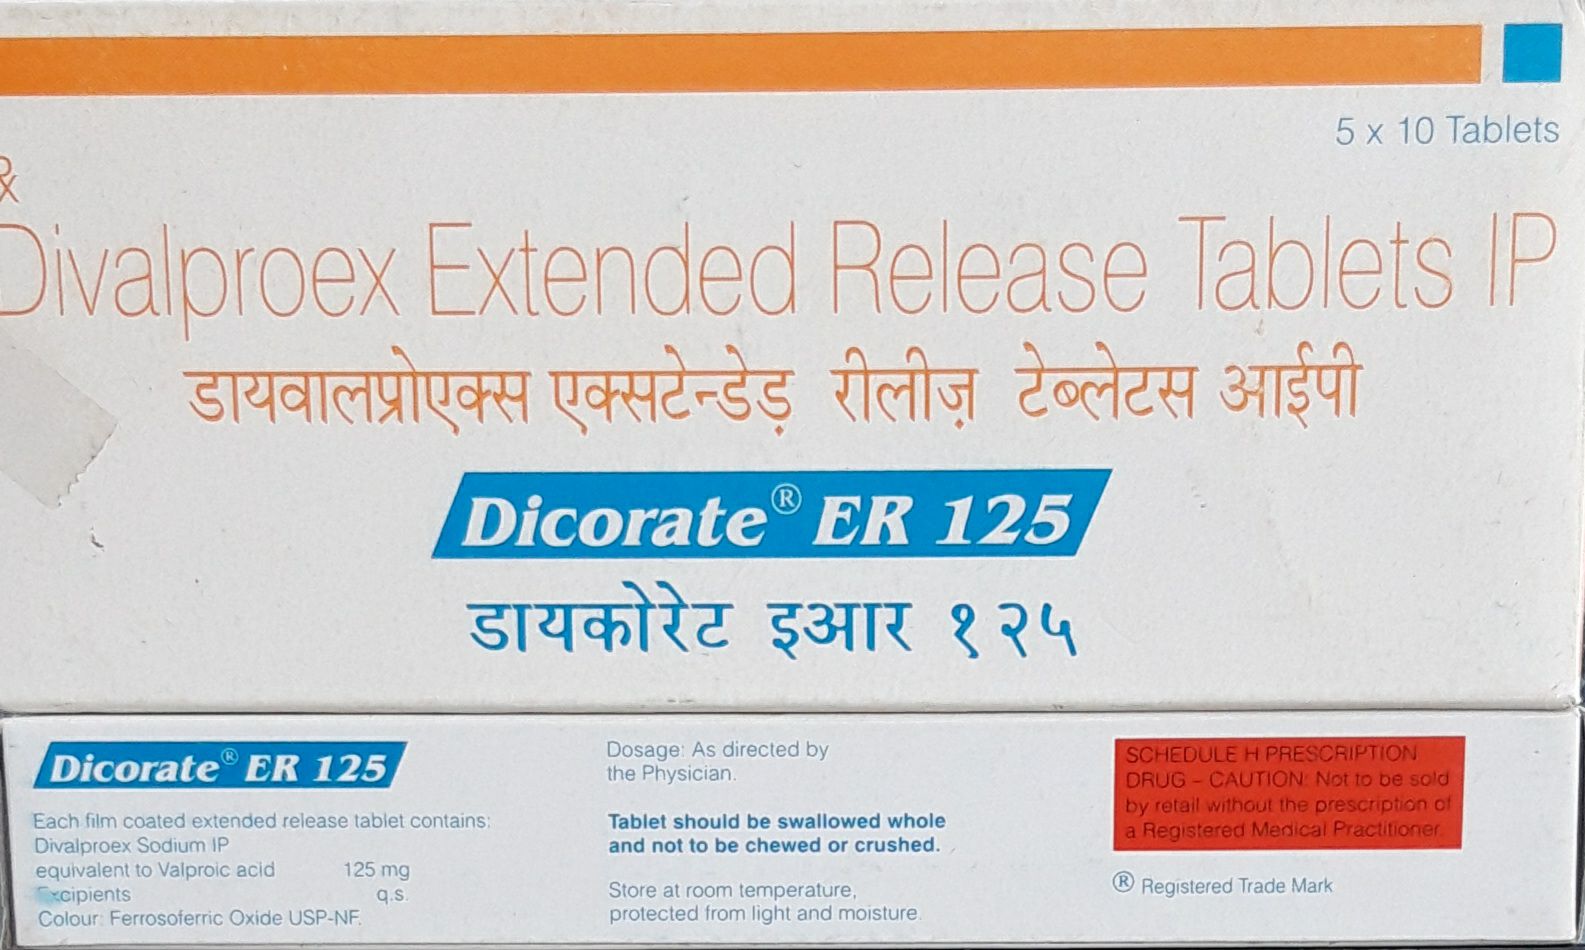 5 x 10 Tablets
Rx
Divalproex Extended Release Tablets IP
डायवालप्रोएक्स एक्सटेन्डेड़ रीलीज़ टेब्लेटस आईपी
Dicorate® ER 125
डायकोरेट इआर १२५
Dicorate® ER 125
Each film coated extended release tablet contains:
Divalproex Sodium IP
equivalent to Valproic acid 125 mg
Excipients q.s.
Colour: Ferrosoferric Oxide USP-NF.
Dosage: As directed by
the Physician.
Tablet should be swallowed whole
and not to be chewed or crushed.
Store at room temperature,
protected from light and moisture.
SCHEDULE H PRESCRIPTION
DRUG – CAUTION: Not to be sold
by retail without the prescription of
a Registered Medical Practitioner.
® Registered Trade Mark